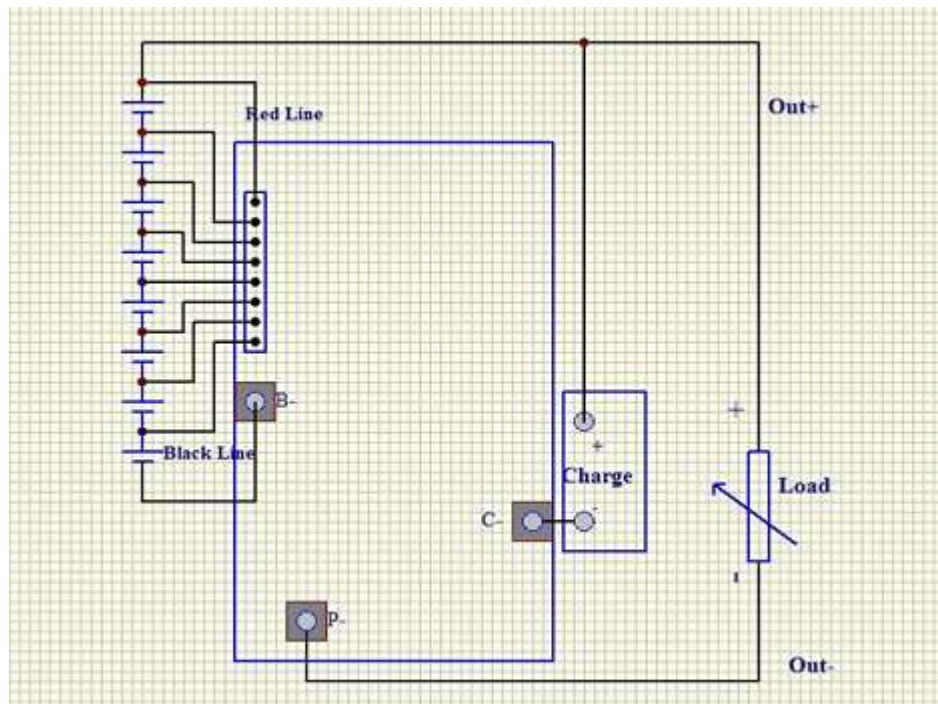 Out+
Red Line
B-
Black Line
+
+
Charge
Load
C-
-
P-
Out-